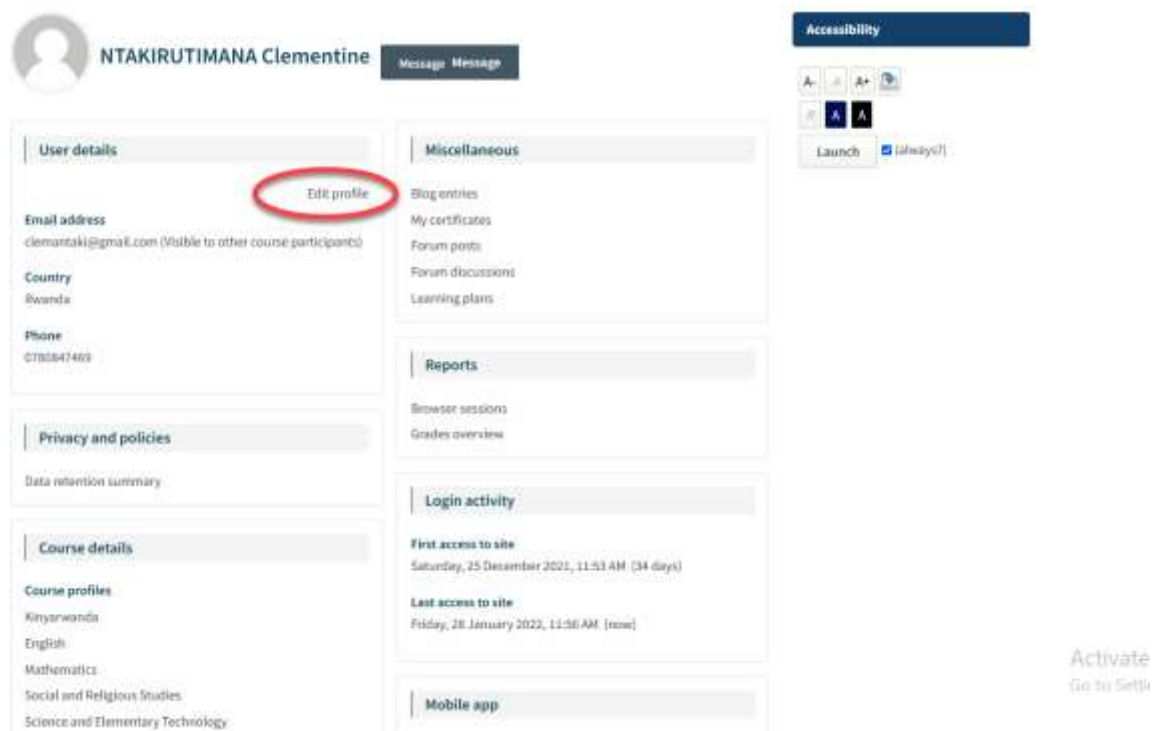 NTAKIRUTIMANA Clementine
Message Message
User details
Edit profile
Email address
clemantaki@gmail.com (Visible to other course participants)
Country
Rwanda
Phone
Privacy and policies
Data retention summary
Course details
Course profiles
Kinyarwanda
English
Mathematics
Social and Religious Studies
Science and Elementary Technology
Miscellaneous
Blog entries
My certificates
Forum posts
Forum discussions
Learning plans
Reports
Browser sessions
Grades overview
Login activity
First access to site
Saturday, 25 December 2021, 11:53 AM (34 days)
Last access to site
Friday, 28 January 2022, 11:56 AM (now)
Mobile app
Accessibility
A- A A+
A A A
Launch (always?)
Activate
Go to